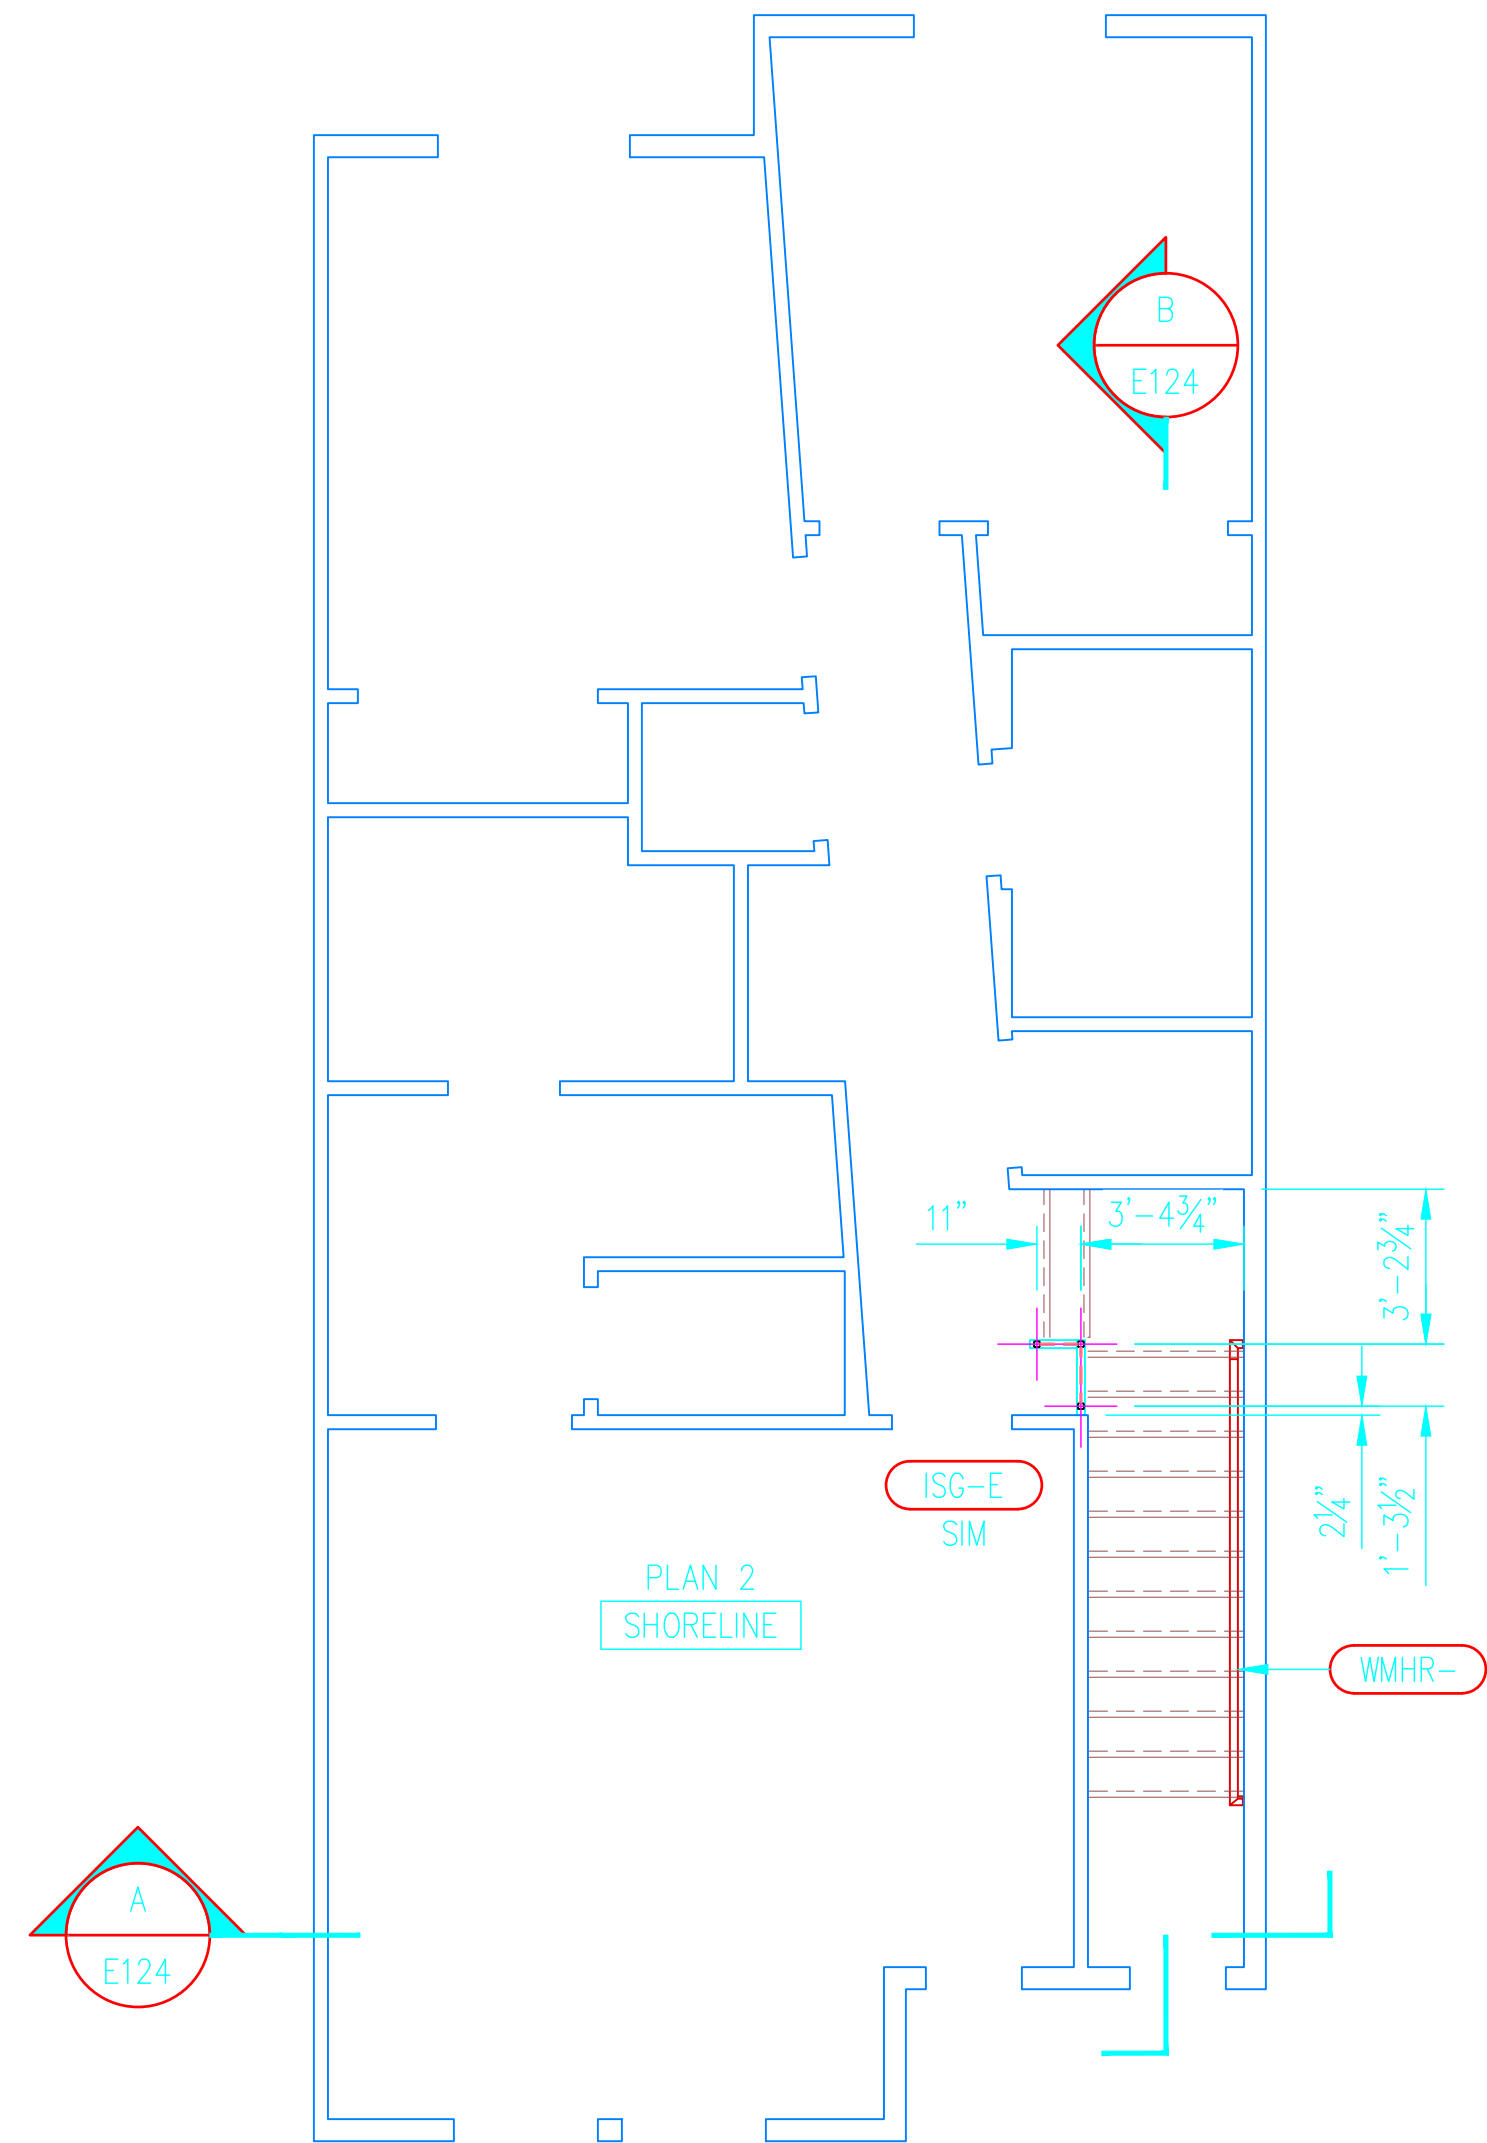 B
E124
11”
3’-4¾”
3’-2¾”
ISG-E
SIM
2¼”
1’-3½”
PLAN 2
SHORELINE
WMHR-
A
E124